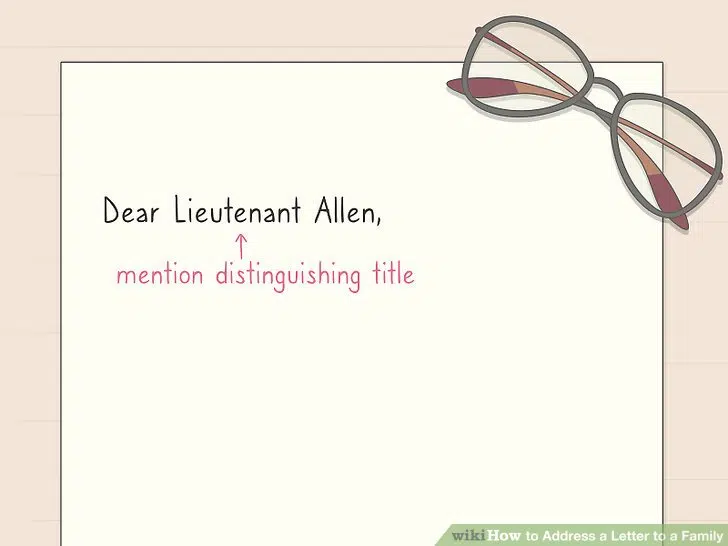 Dear Lieutenant Allen,
↑
mention distinguishing title
wikiHow to Address a Letter to a Family